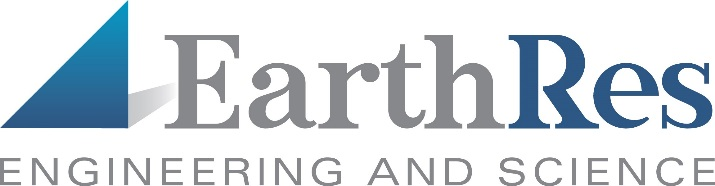 EarthRes
ENGINEERING AND SCIENCE